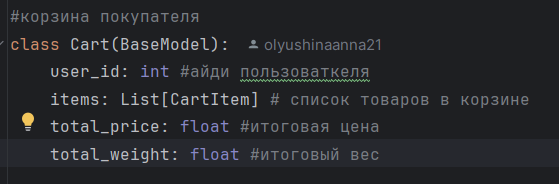 #корзина покупателя
class Cart(BaseModel): olyushinaanna21
user_id: int #айди пользоваткеля
items: List[CartItem] # список товаров в корзине
total_price: float #итоговая цена
total_weight: float #итоговый вес